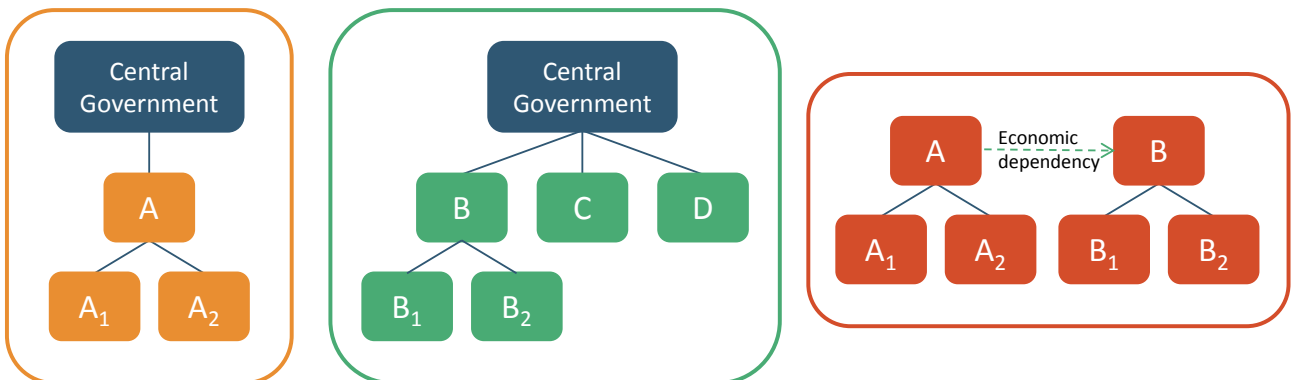 Central
Government
A
A₁
A₂
Central
Government
B
C
D
B₁
B₂
A
Economic
dependency
B
A₁
A₂
B₁
B₂